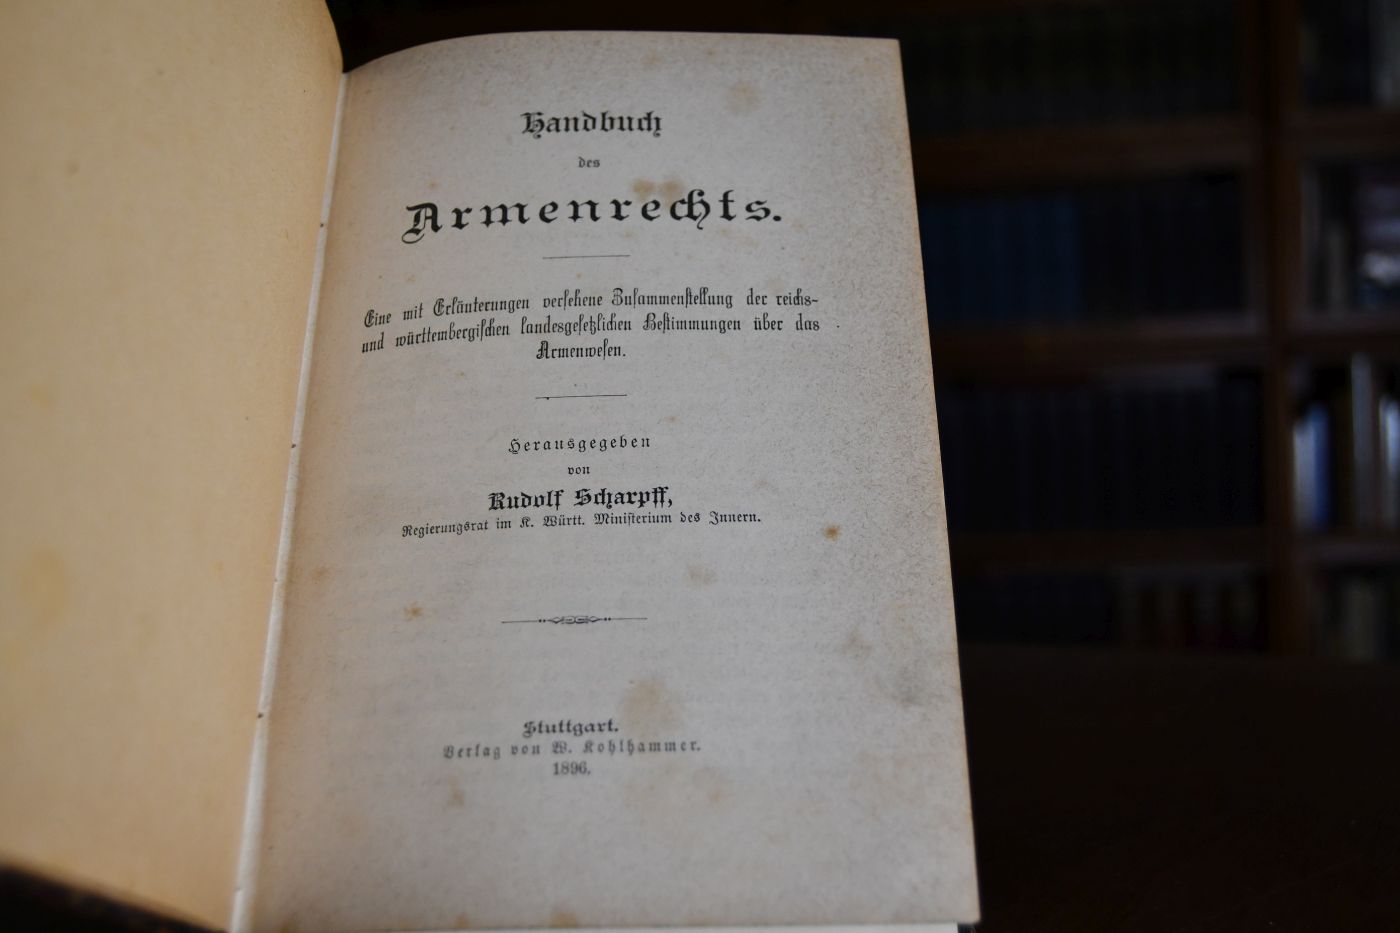 Handbuch
des
Armenrechts.
Eine mit Erläuterungen versehene Zusammenstellung der reichs-
und württembergischen landesgesetzlichen Bestimmungen über das
Armenwesen.
Herausgegeben
von
Rudolf Scharpff,
Regierungsrat im K. Württ. Ministerium des Innern.
Stuttgart.
Verlag von W. Kohlhammer.
1896.